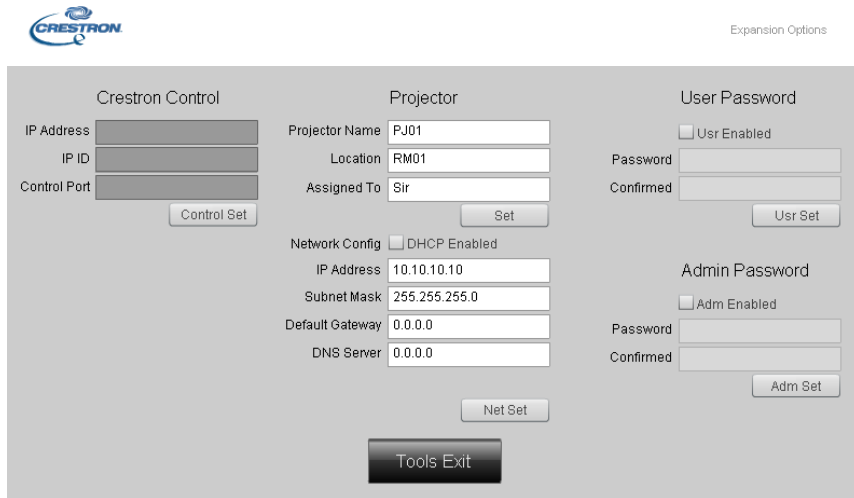 CRESTRON
Expansion Options
Crestron Control
IP Address
IP ID
Control Port
Control Set
Projector
Projector Name PJ01
Location RM01
Assigned To Sir
Set
Network Config DHCP Enabled
IP Address 10.10.10.10
Subnet Mask 255.255.255.0
Default Gateway 0.0.0.0
DNS Server 0.0.0.0
Net Set
Tools Exit
User Password
Usr Enabled
Password
Confirmed
Usr Set
Admin Password
Adm Enabled
Password
Confirmed
Adm Set